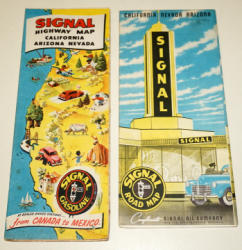 SIGNAL
HIGHWAY MAP
CALIFORNIA
ARIZONA NEVADA
SIGNAL
GASOLINE
from CANADA to MEXICO
CALIFORNIA NEVADA ARIZONA
SIGNAL
SIGNAL
SIGNAL
ROAD MAP
SIGNAL OIL COMPANY